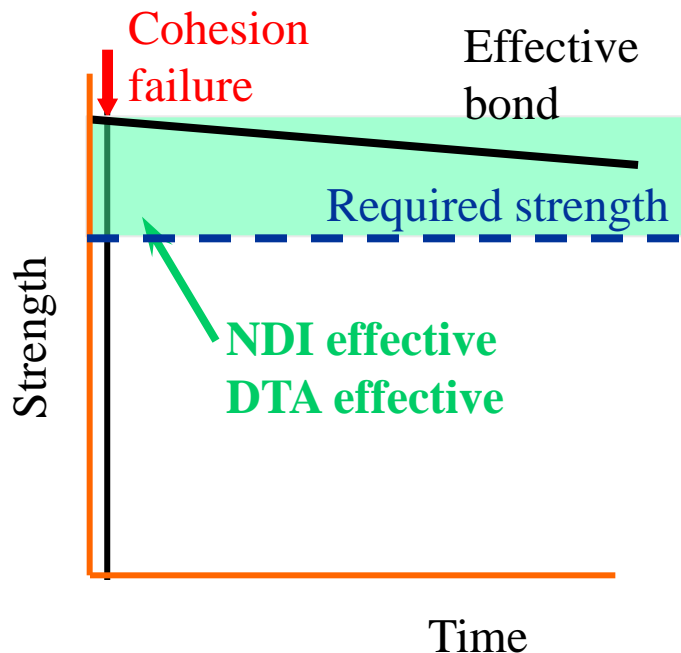 Cohesion
failure
Effective
bond
Required strength
NDI effective
DTA effective
Strength
Time